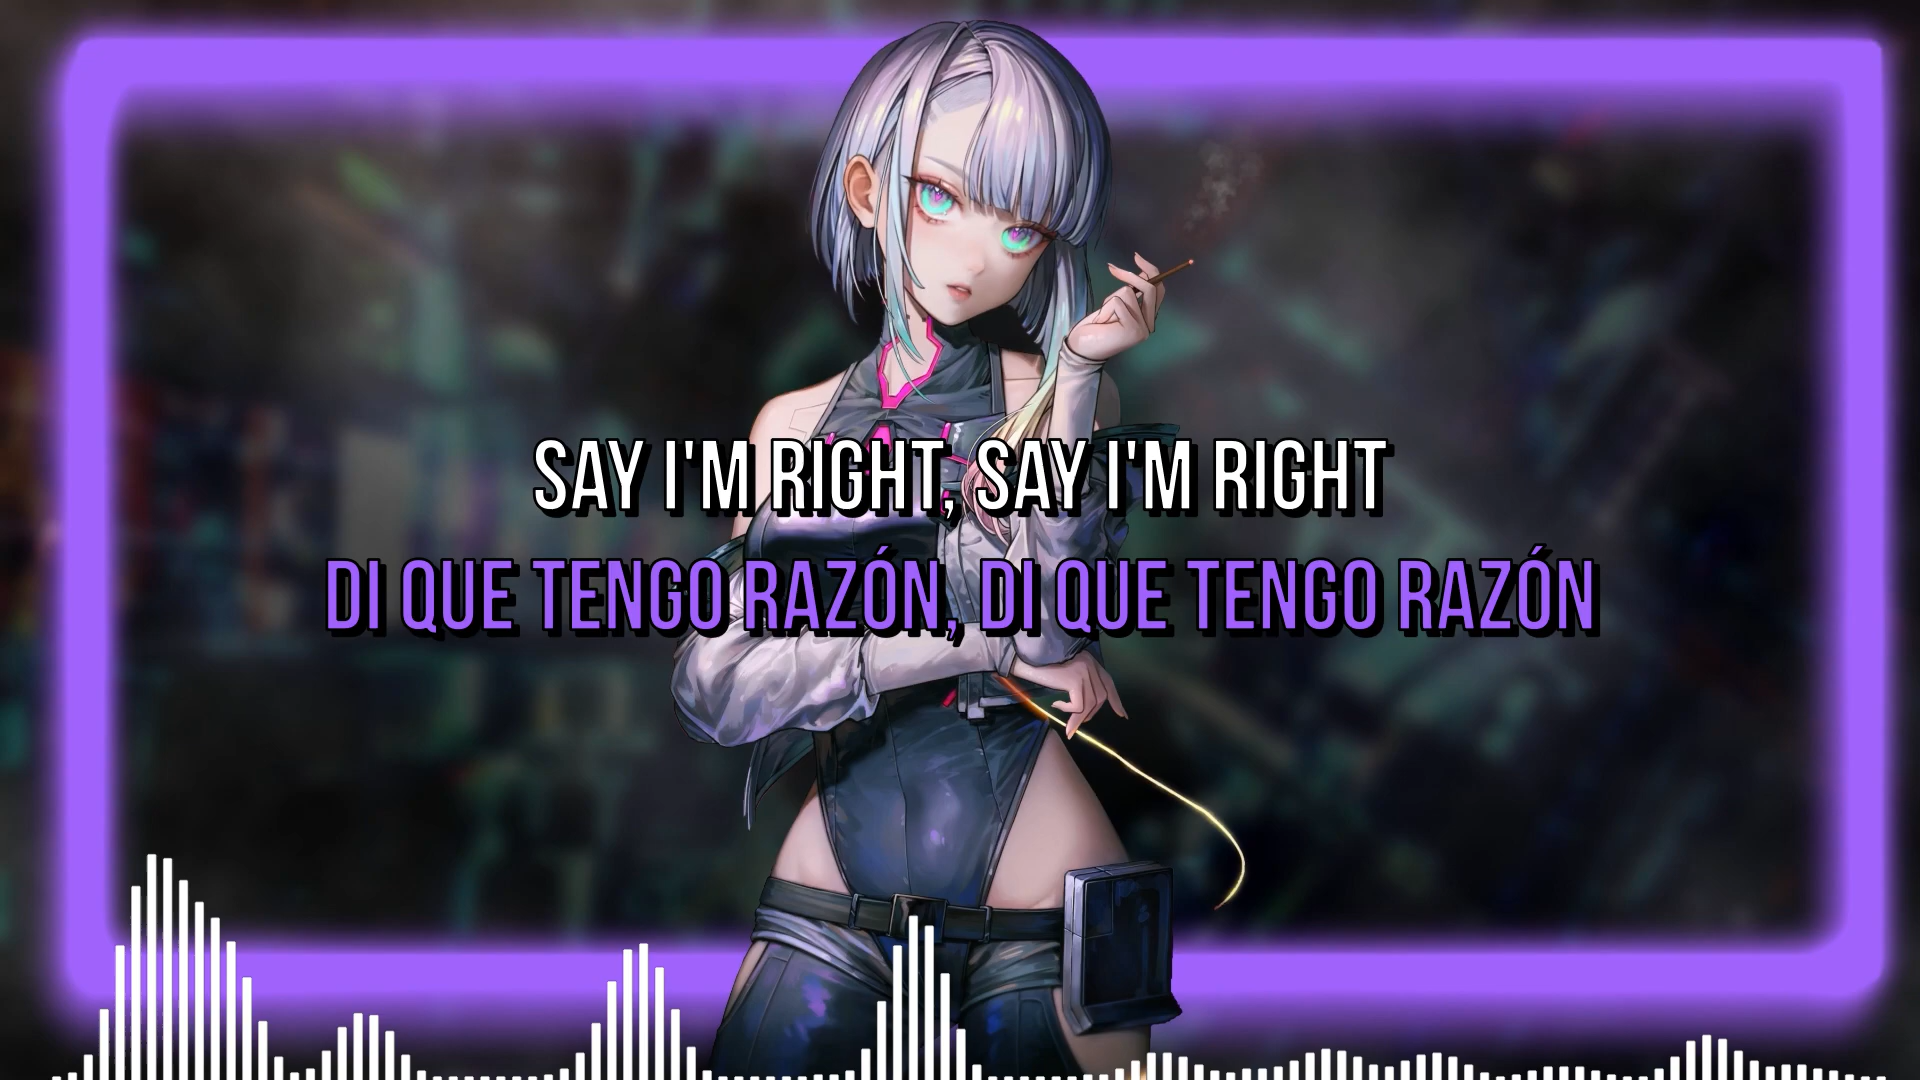 SAY I'M RIGHT, SAY I'M RIGHT
DI QUE TENGO RAZÓN, DI QUE TENGO RAZÓN